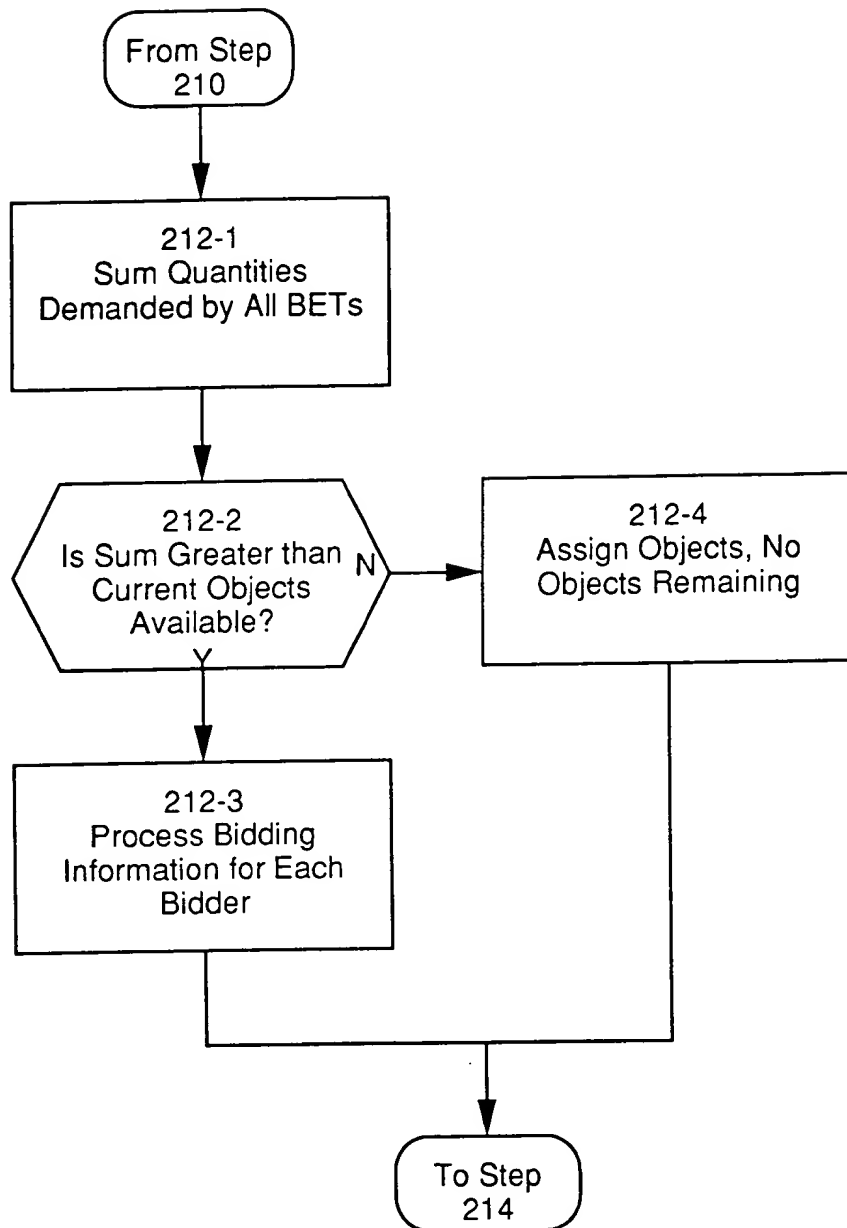 From Step
210
212-1
Sum Quantities
Demanded by All BETs
212-2
Is Sum Greater than
Current Objects
Available?
N
Y
212-4
Assign Objects, No
Objects Remaining
212-3
Process Bidding
Information for Each
Bidder
To Step
214